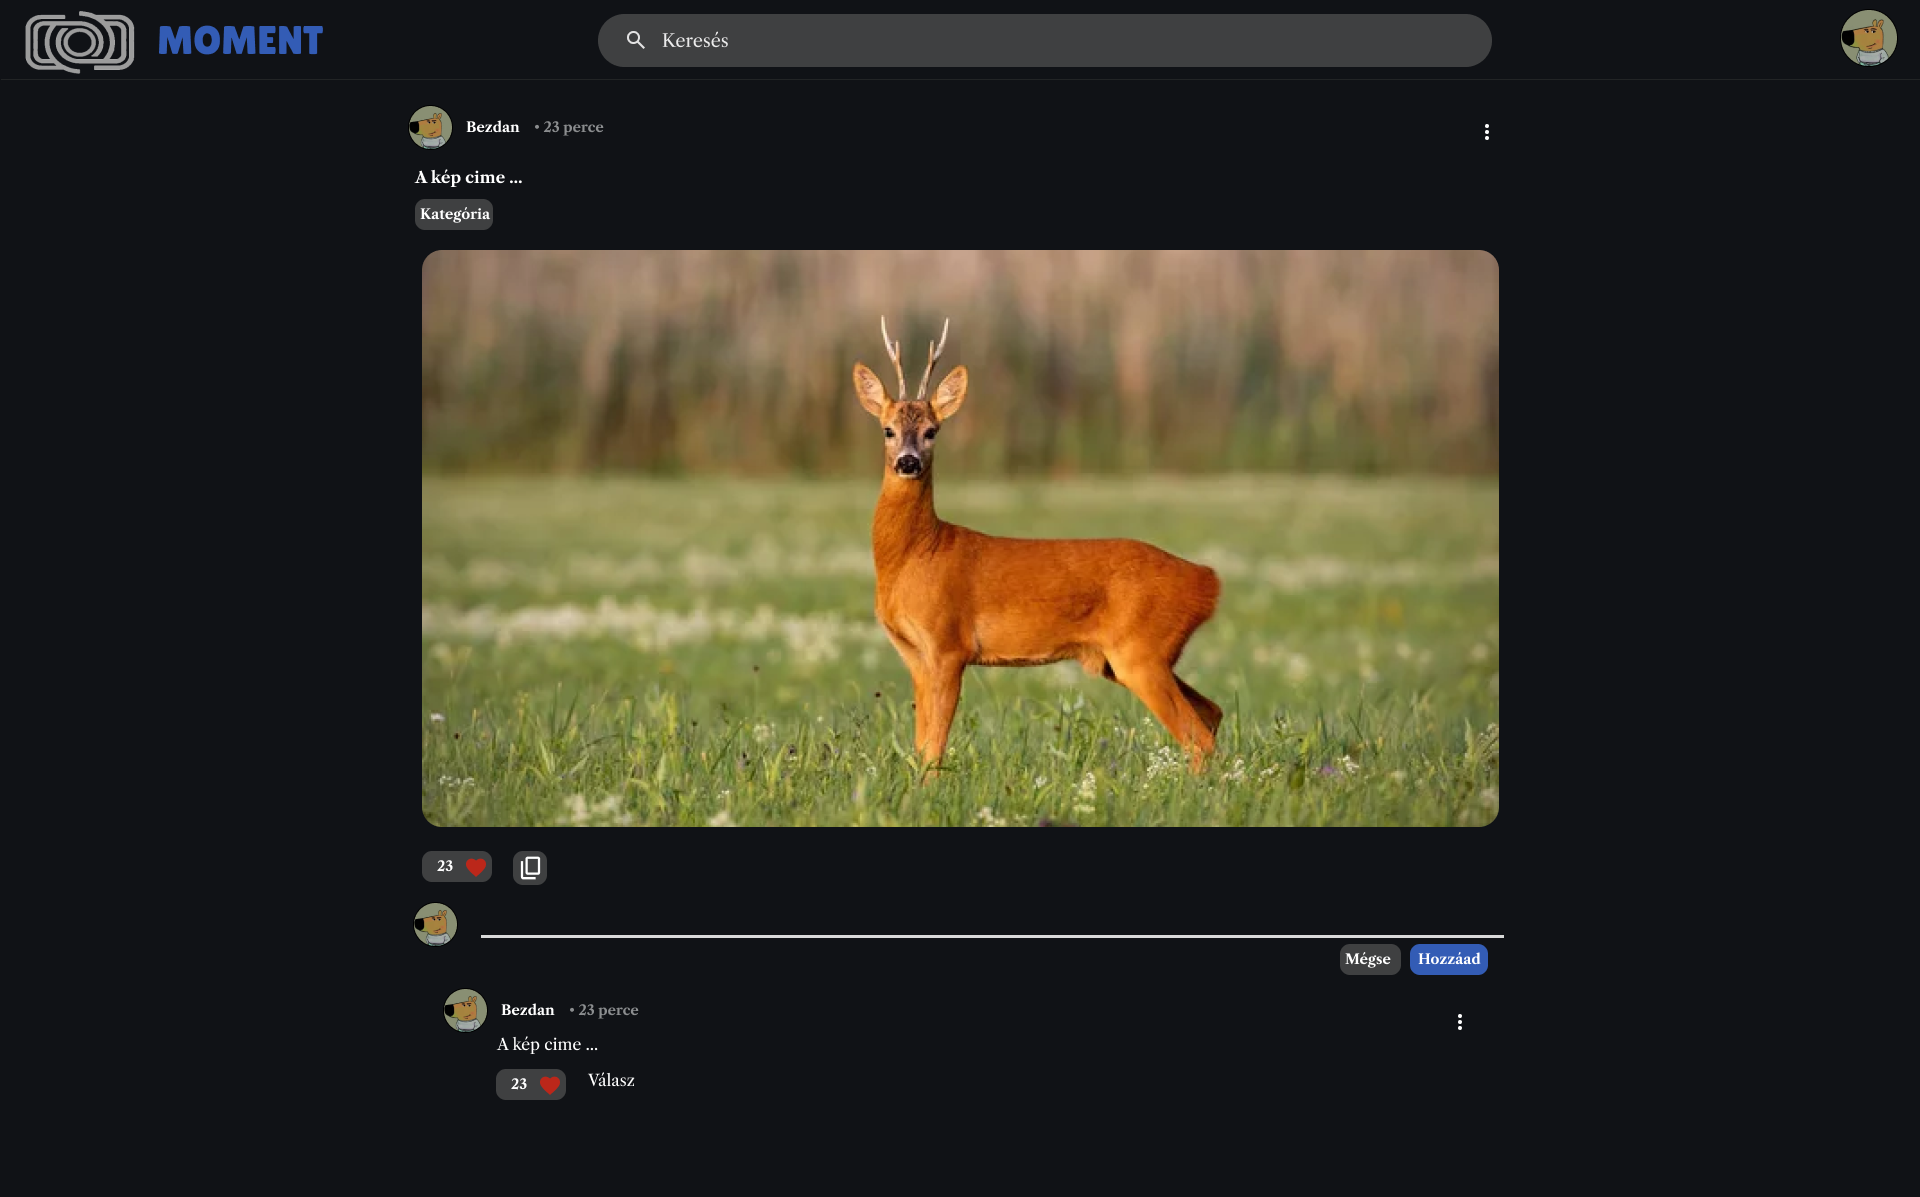 MOMENT
Keresés
Bezdan • 23 perce
A kép cime ...
Kategória
23
Mégse Hozzáad
Bezdan • 23 perce
A kép cime ...
23 Válasz